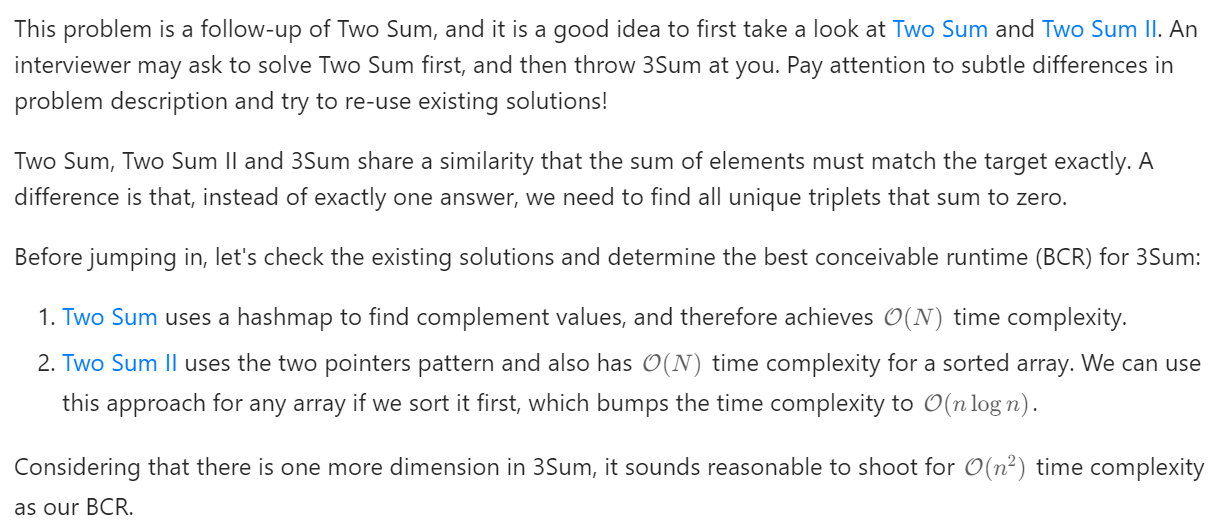 This problem is a follow-up of Two Sum, and it is a good idea to first take a look at Two Sum and Two Sum II. An
interviewer may ask to solve Two Sum first, and then throw 3Sum at you. Pay attention to subtle differences in
problem description and try to re-use existing solutions!
Two Sum, Two Sum II and 3Sum share a similarity that the sum of elements must match the target exactly. A
difference is that, instead of exactly one answer, we need to find all unique triplets that sum to zero.
Before jumping in, let's check the existing solutions and determine the best conceivable runtime (BCR) for 3Sum:
1. Two Sum uses a hashmap to find complement values, and therefore achieves 𝒪(N) time complexity.
2. Two Sum II uses the two pointers pattern and also has 𝒪(N) time complexity for a sorted array. We can use
this approach for any array if we sort it first, which bumps the time complexity to 𝒪(n log n).
Considering that there is one more dimension in 3Sum, it sounds reasonable to shoot for 𝒪(n²) time complexity
as our BCR.